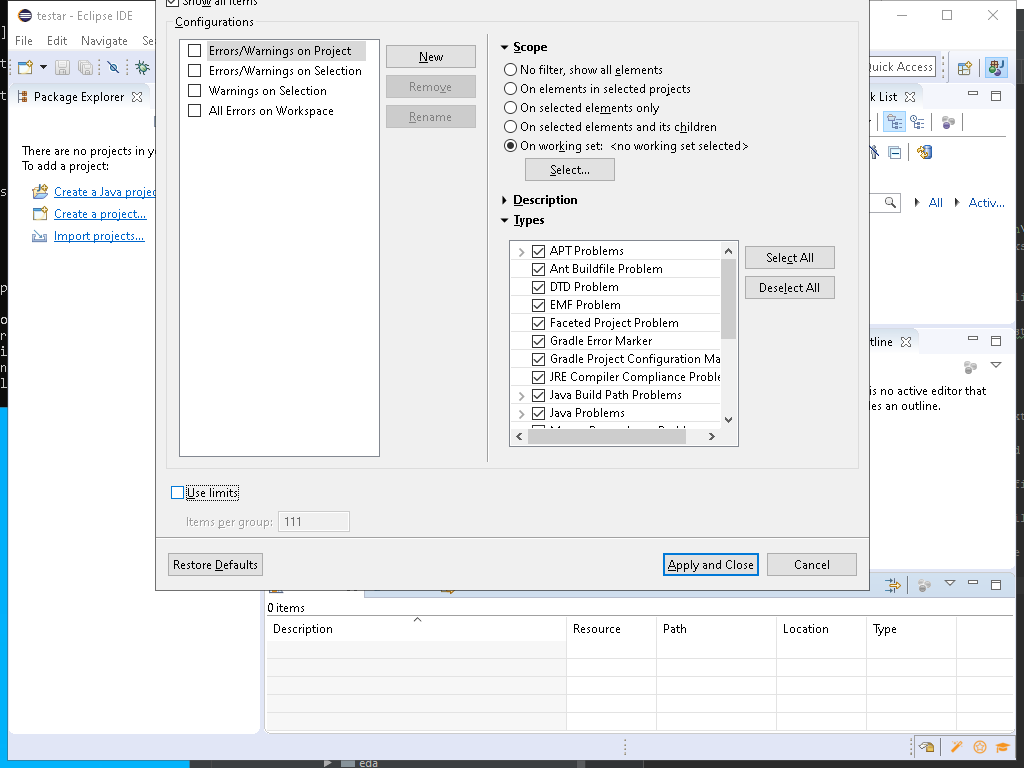 Show all items
testar - Eclipse IDE
Configurations
File Edit Navigate Se
Quick Access
Package Explorer
k List
There are no projects in y
To add a project:
Create a Java projec
Create a project...
Import projects...
Errors/Warnings on Project
Errors/Warnings on Selection
Warnings on Selection
All Errors on Workspace
New
Remove
Rename
Scope
No filter, show all elements
On elements in selected projects
On selected elements only
On selected elements and its children
On working set: <no working set selected>
Select...
Description
Types
APT Problems
Ant Buildfile Problem
DTD Problem
EMF Problem
Faceted Project Problem
Gradle Error Marker
Gradle Project Configuration Ma
JRE Compiler Compliance Proble
Java Build Path Problems
Java Problems
Select All
Deselect All
All Activ...
tline
is no active editor that
les an outline.
Use limits
Items per group: 111
Restore Defaults
Apply and Close
Cancel
0 items
Description Resource Path Location Type
eda